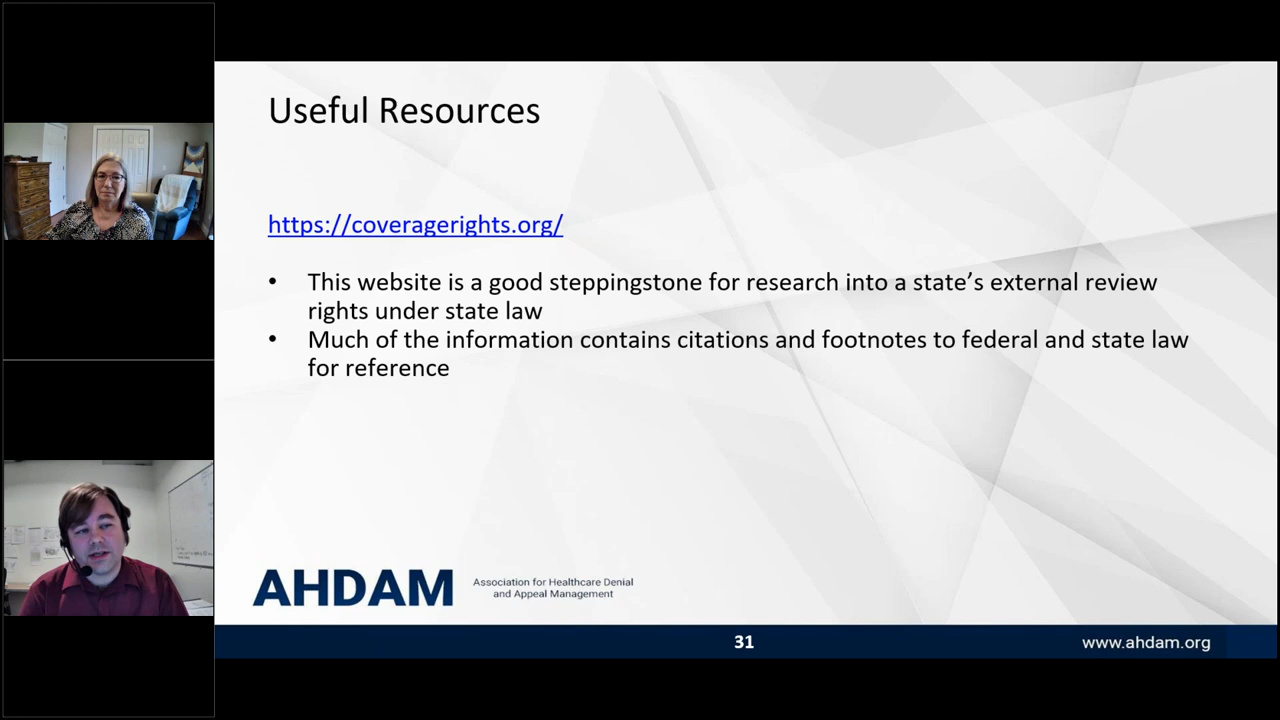 Useful Resources
https://coveragerights.org/
• This website is a good steppingstone for research into a state’s external review
rights under state law
• Much of the information contains citations and footnotes to federal and state law
for reference
AHDAM
Association for Healthcare Denial
and Appeal Management
31
www.ahdam.org